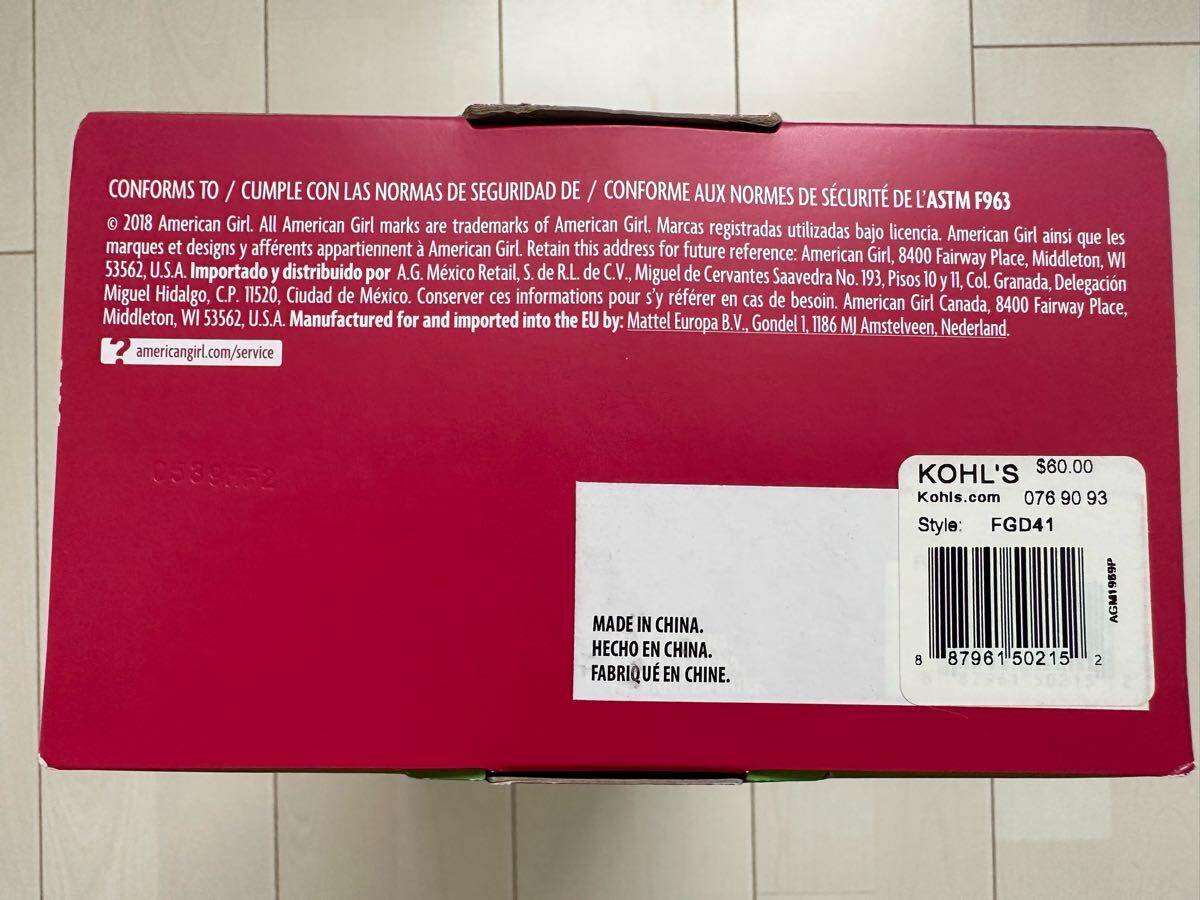 CONFORMS TO / CUMPLE CON LAS NORMAS DE SEGURIDAD DE / CONFORME AUX NORMES DE SÉCURITÉ DE L'ASTM F963
© 2018 American Girl. All American Girl marks are trademarks of American Girl. Marcas registradas utilizadas bajo licencia. American Girl ainsi que les
marques et designs y afférents appartiennent à American Girl. Retain this address for future reference: American Girl, 8400 Fairway Place, Middleton, WI
53562, U.S.A. Importado y distribuido por A.G. México Retail, S. de R.L. de C.V., Miguel de Cervantes Saavedra No. 193, Pisos 10 y 11, Col. Granada, Delegación
Miguel Hidalgo, C.P. 11520, Ciudad de México. Conserver ces informations pour s'y référer en cas de besoin. American Girl Canada, 8400 Fairway Place,
Middleton, WI 53562, U.S.A. Manufactured for and imported into the EU by: Mattel Europa B.V., Gondel 1, 1186 MJ Amstelveen, Nederland.
? americangirl.com/service
KOHL'S $60.00
Kohls.com 076 90 93
Style: FGD41
AGM1969P
8 87961 50215 2
MADE IN CHINA.
HECHO EN CHINA.
FABRIQUÉ EN CHINE.